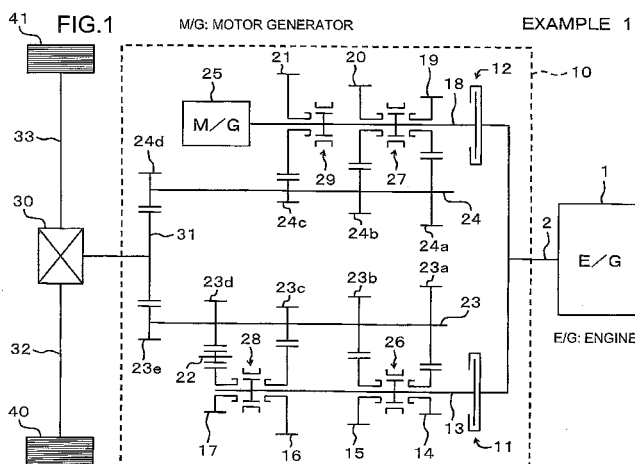 41
FIG.1
M/G: MOTOR GENERATOR
EXAMPLE 1
21
20
19
12
10
25
18
M/G
33
24d
29
27
1
30
24
2
31
24c
24b
24a
E/G
23a
23d
23c
23b
23
E/G: ENGINE
32
28
26
22
23e
13
40
17
16
15
14
11